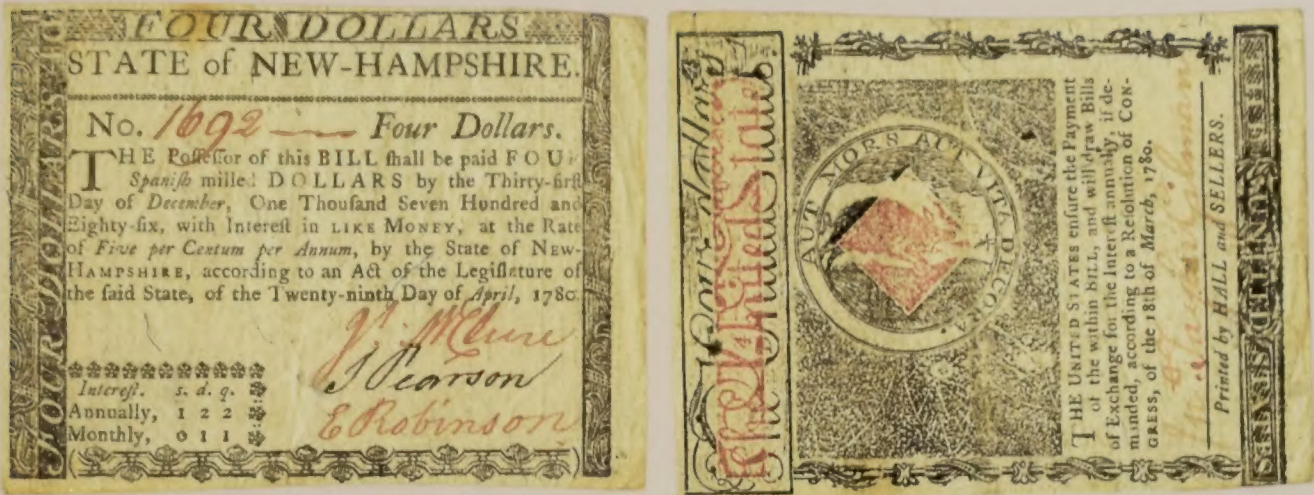 FOUR DOLLARS
STATE of NEW-HAMPSHIRE.
No. 1692 Four Dollars.
THE Poſſeſſor of this BILL ſhall be paid FOUR
Spaniſh milled DOLLARS by the Thirty-firſt
Day of December, One Thouſand Seven Hundred and
Eighty-ſix, with Intereſt in LIKE MONEY, at the Rate
of Five per Centum per Annum, by the State of NEW-
HAMPSHIRE, according to an Act of the Legiſlature of
the ſaid State, of the Twenty-ninth Day of April, 1780.
J. McClure
J Pearson
E Robinson
Intereſt. s. d. q.
Annually, 1 2 2
Monthly, 0 1 1
FOUR DOLLARS
Four Dollars
The United States
AUT MORS AUT VITA DECORA.
THE UNITED STATES enſure the Payment
of the within BILL, and will draw Bills
of Exchange for the Intereſt annually, if de-
manded, according to a Reſolution of CON-
GRESS, of the 18th of March, 1780.
Gilman
Printed by HALL and SELLERS.